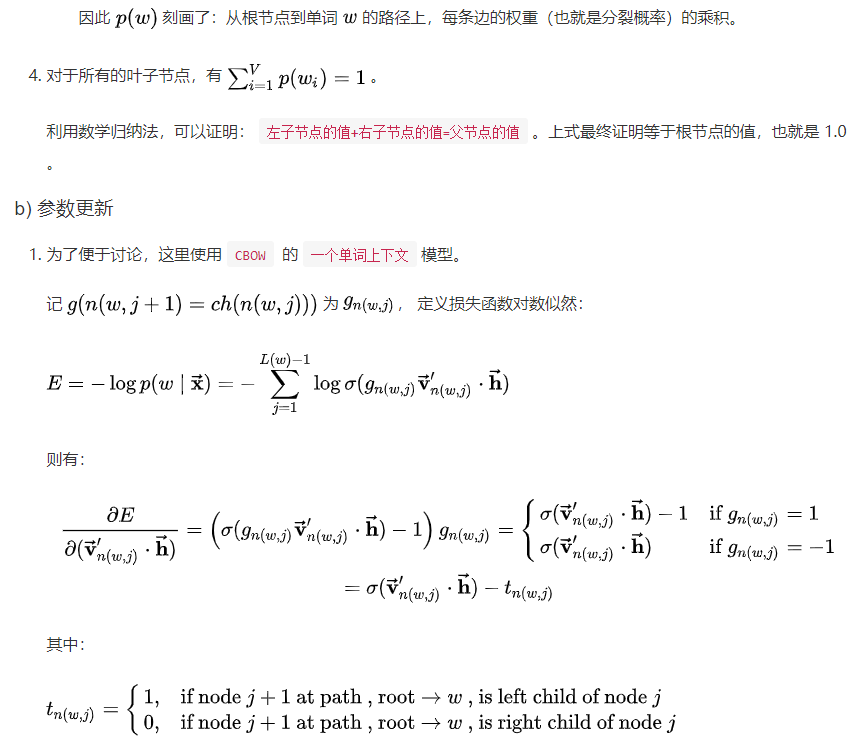 因此 p(w) 刻画了：从根节点到单词 w 的路径上，每条边的权重（也就是分裂概率）的乘积。
4. 对于所有的叶子节点，有 $\sum_{i=1}^{V} p(w_i) = 1$ 。
利用数学归纳法，可以证明： 左子节点的值+右子节点的值=父节点的值 。上式最终证明等于根节点的值，也就是 1.0
。
b) 参数更新
1. 为了便于讨论，这里使用 CBOW 的 一个单词上下文 模型。
记 $g(n(w, j+1) = ch(n(w, j)))$ 为 $g_{n(w,j)}$ ， 定义损失函数对数似然：
$E = -\log p(w \mid \vec{\mathbf{x}}) = -\sum_{j=1}^{L(w)-1} \log \sigma(g_{n(w,j)} \vec{\mathbf{v}}'_{n(w,j)} \cdot \vec{\mathbf{h}})$
则有：
$\frac{\partial E}{\partial(\vec{\mathbf{v}}'_{n(w,j)} \cdot \vec{\mathbf{h}})} = \left(\sigma(g_{n(w,j)} \vec{\mathbf{v}}'_{n(w,j)} \cdot \vec{\mathbf{h}}) - 1\right) g_{n(w,j)} = \begin{cases} \sigma(\vec{\mathbf{v}}'_{n(w,j)} \cdot \vec{\mathbf{h}}) - 1 & \text{if } g_{n(w,j)} = 1 \\ \sigma(\vec{\mathbf{v}}'_{n(w,j)} \cdot \vec{\mathbf{h}}) & \text{if } g_{n(w,j)} = -1 \end{cases}$
$= \sigma(\vec{\mathbf{v}}'_{n(w,j)} \cdot \vec{\mathbf{h}}) - t_{n(w,j)}$
其中：
$t_{n(w,j)} = \begin{cases} 1, & \text{if node } j+1 \text{ at path , root} \to w \text{ , is left child of node } j \\ 0, & \text{if node } j+1 \text{ at path , root} \to w \text{ , is right child of node } j \end{cases}$